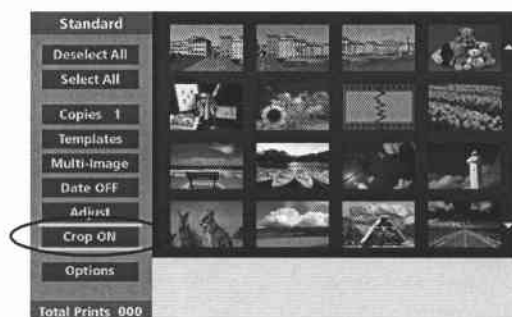 Standard
Deselect All
Select All
Copies 1
Templates
Multi-Image
Date OFF
Adjust
Crop ON
Options
Total Prints 000